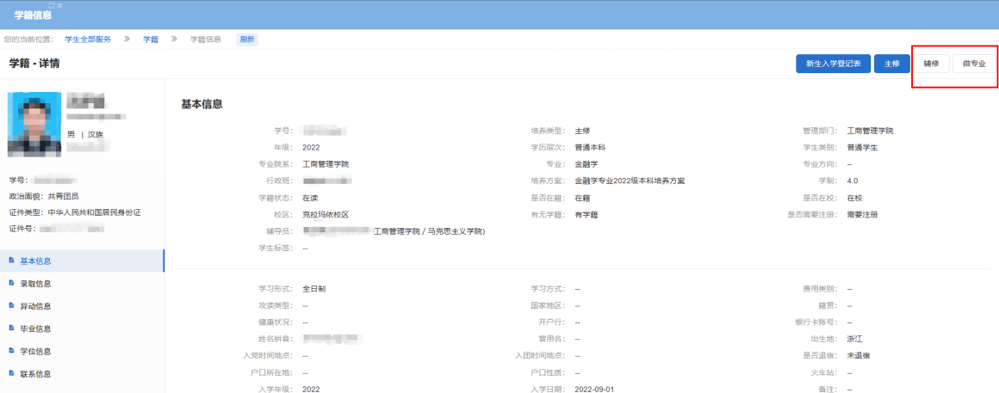 学籍信息
您的当前位置： 学生全部服务 》 学籍 》 学籍信息 刷新
学籍 - 详情 新生入学登记表 主修 辅修 微专业
男 | 汉族
学号：
政治面貌：共青团员
证件类型：中华人民共和国居民身份证
证件号：
基本信息
录取信息
异动信息
毕业信息
学位信息
联系信息
基本信息
学号： 培养类型： 主修 管理部门： 工商管理学院
年级： 2022 学历层次： 普通本科 学生类别： 普通学生
专业院系： 工商管理学院 专业： 金融学 专业方向： --
行政班： 培养方案： 金融学专业2022级本科培养方案 学制： 4.0
学籍状态： 在读 是否在籍： 在籍 是否在校： 在校
校区： 克拉玛依校区 有无学籍： 有学籍 是否需要注册： 需要注册
辅导员： 工商管理学院 / 马克思主义学院)
学生标签： --
学习形式： 全日制 学习方式： -- 费用类别： --
攻读类型： -- 国家地区： -- 籍贯： --
健康状况： -- 开户行： -- 银行卡账号： --
姓名拼音： 曾用名： -- 出生地： 浙江
入党时间地点： -- 入团时间地点： -- 是否退宿： 未退宿
户口所在地： -- 户口性质： -- 火车站： --
入学年级： 2022 入学日期： 2022-09-01 备注： --